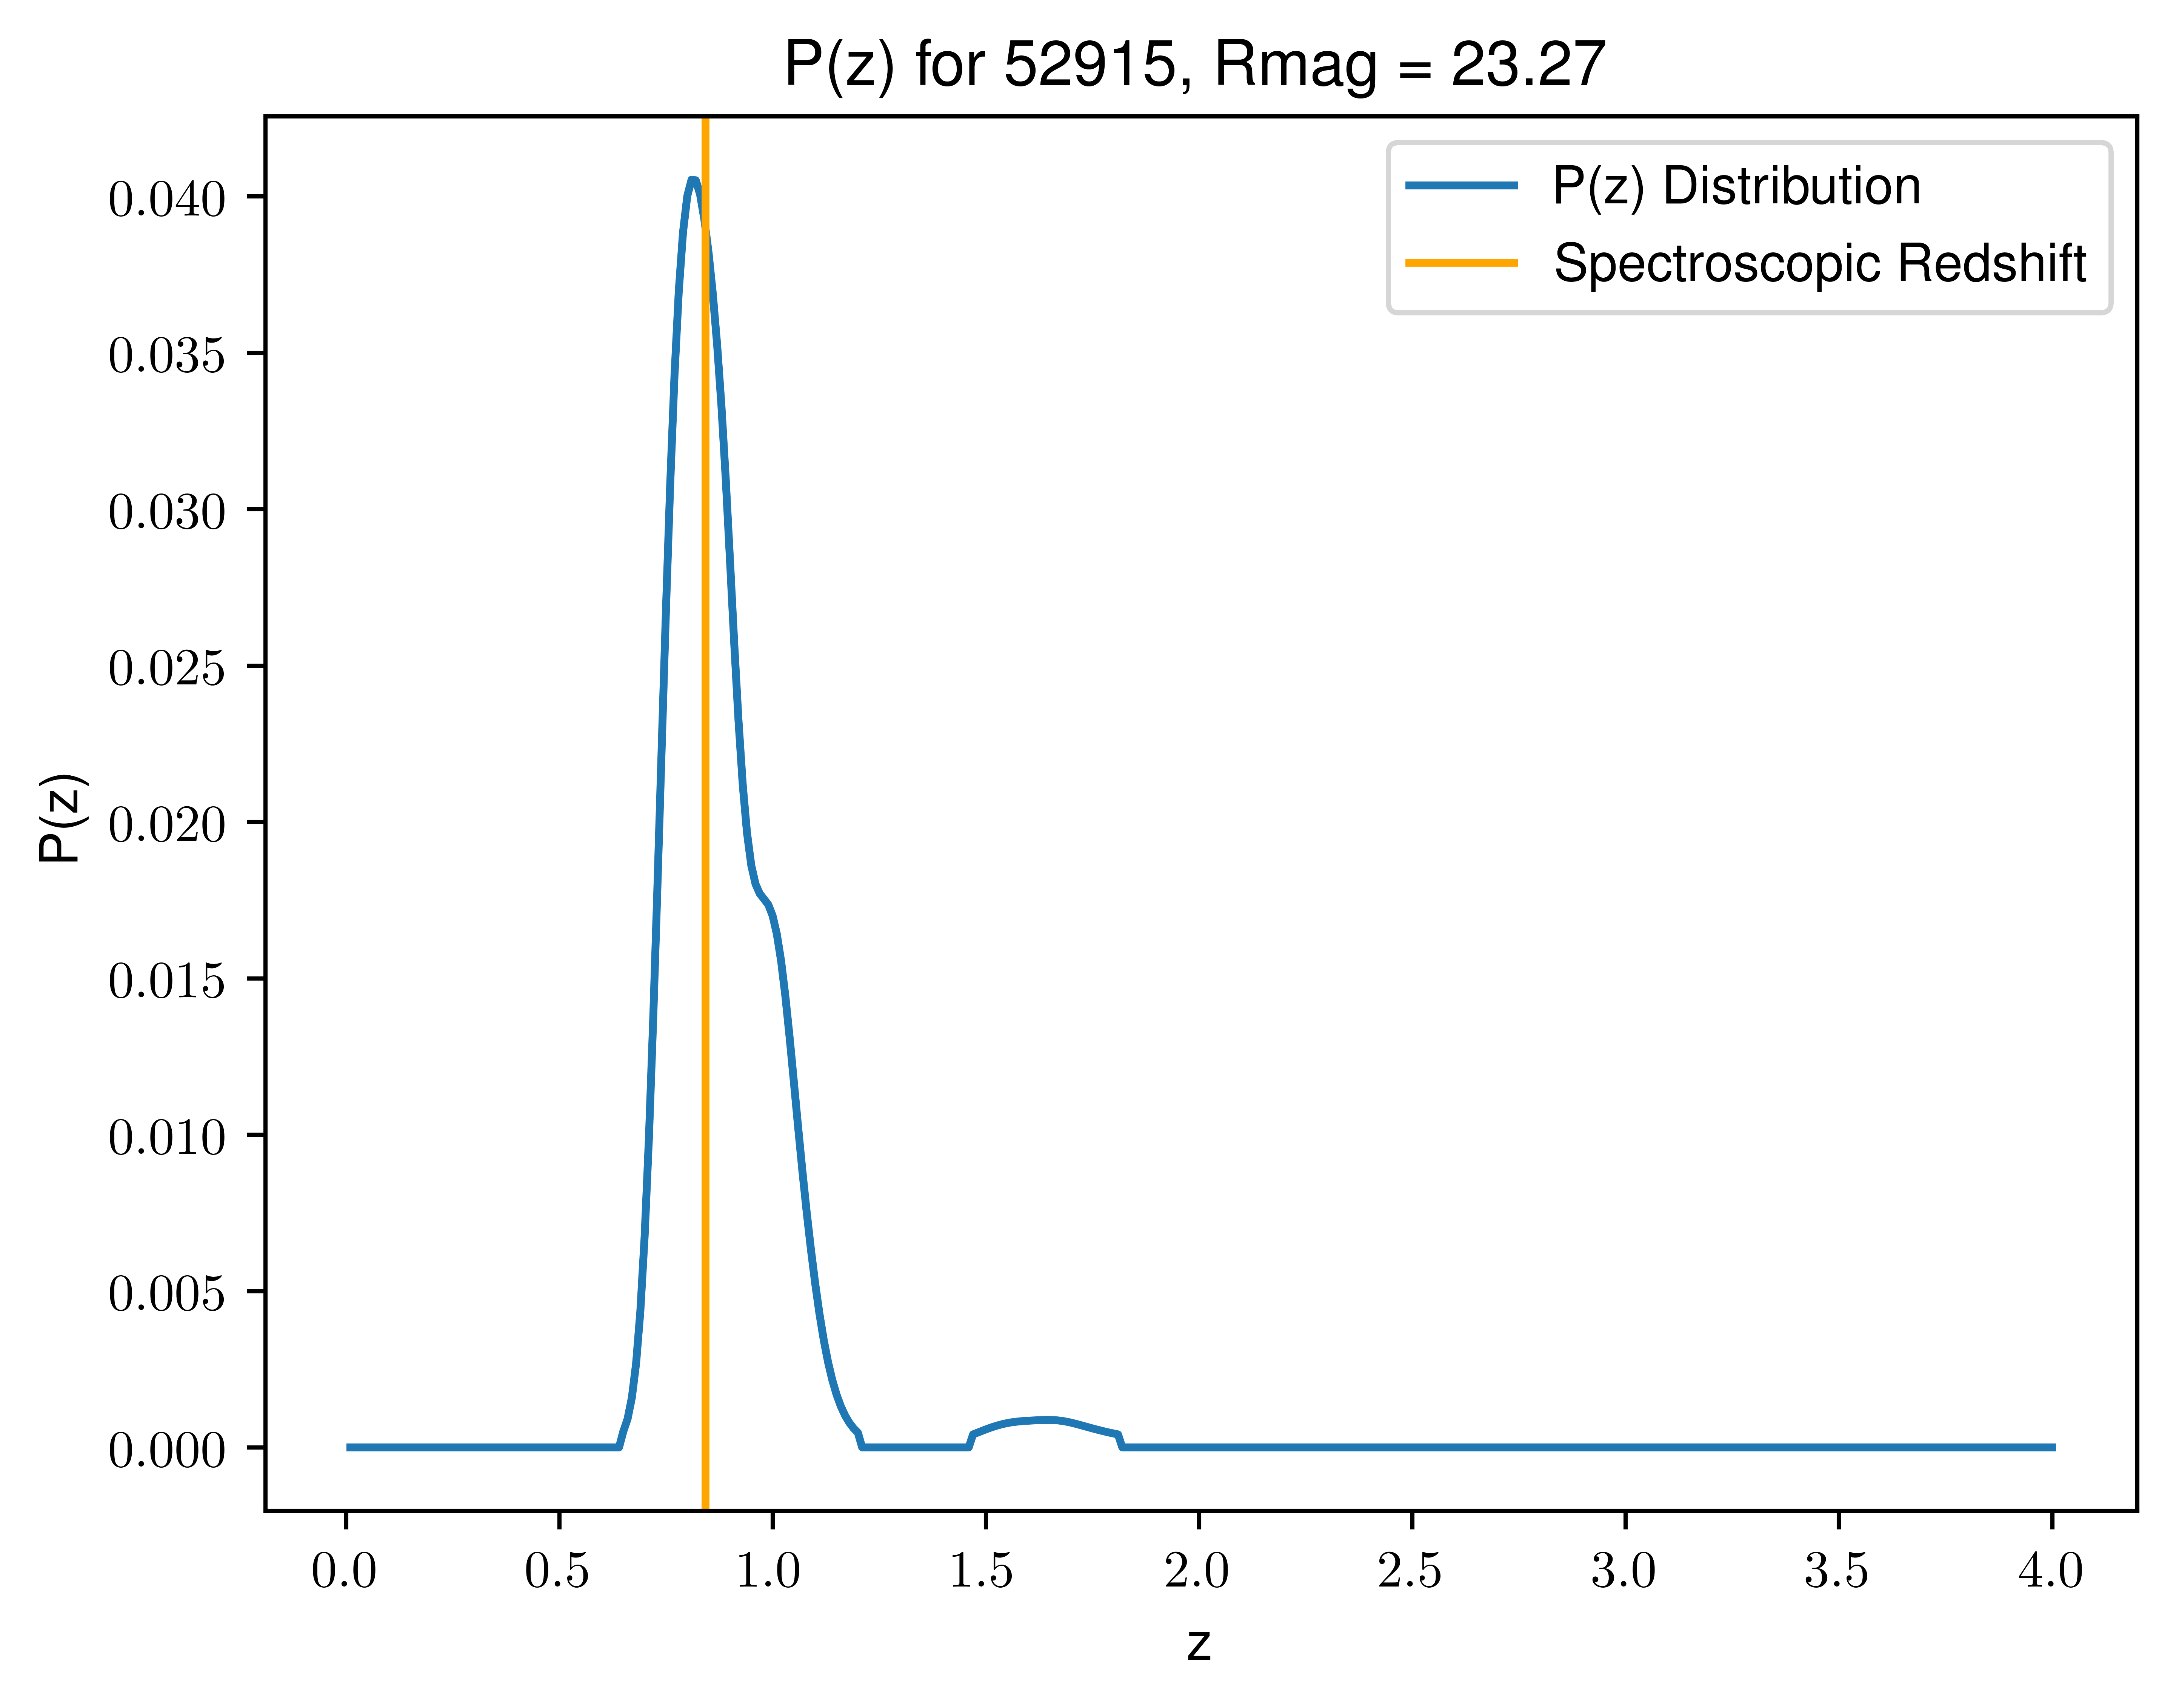 P(z) for 52915, Rmag = 23.27
P(z) Distribution
Spectroscopic Redshift
P(z)
0.040
0.035
0.030
0.025
0.020
0.015
0.010
0.005
0.000
0.0 0.5 1.0 1.5 2.0 2.5 3.0 3.5 4.0
z